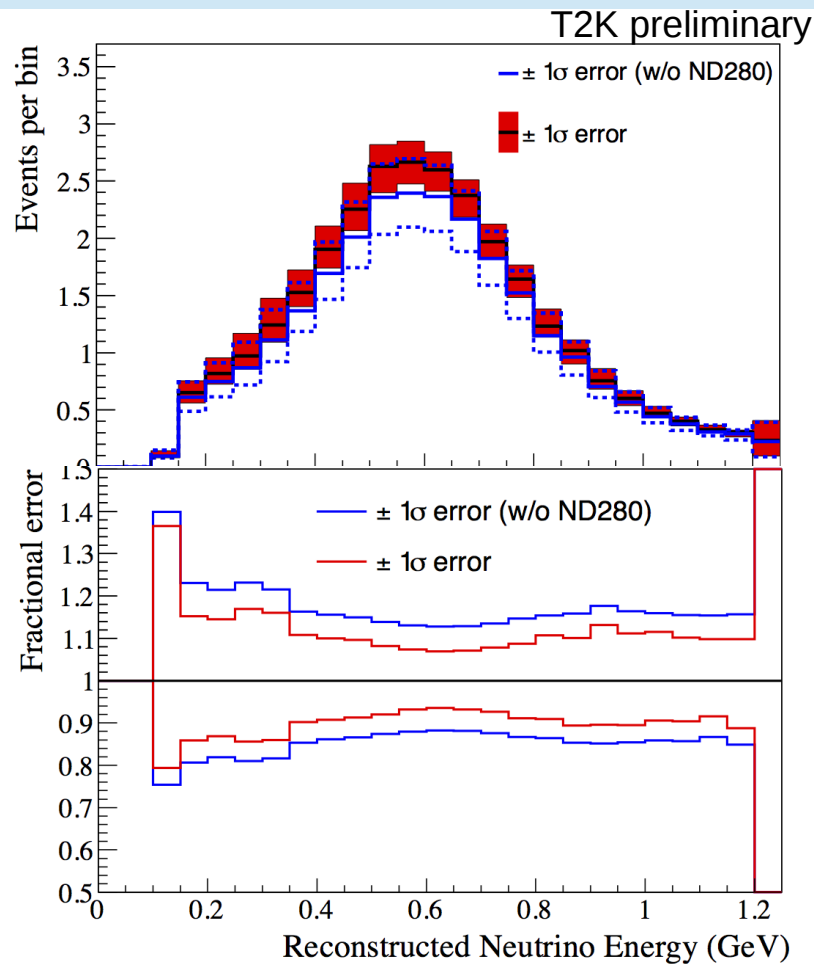 T2K preliminary
Events per bin
3.5
3
2.5
2
1.5
1
0.5
± 1σ error (w/o ND280)
± 1σ error
Fractional error
1.5
1.4
1.3
1.2
1.1
1
± 1σ error (w/o ND280)
± 1σ error
1
0.9
0.8
0.7
0.6
0.5
0 0.2 0.4 0.6 0.8 1 1.2
Reconstructed Neutrino Energy (GeV)